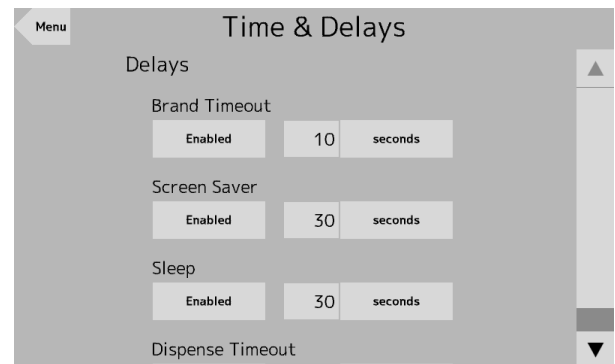 Menu
Time & Delays
Delays
Brand Timeout
Enabled 10 seconds
Screen Saver
Enabled 30 seconds
Sleep
Enabled 30 seconds
Dispense Timeout